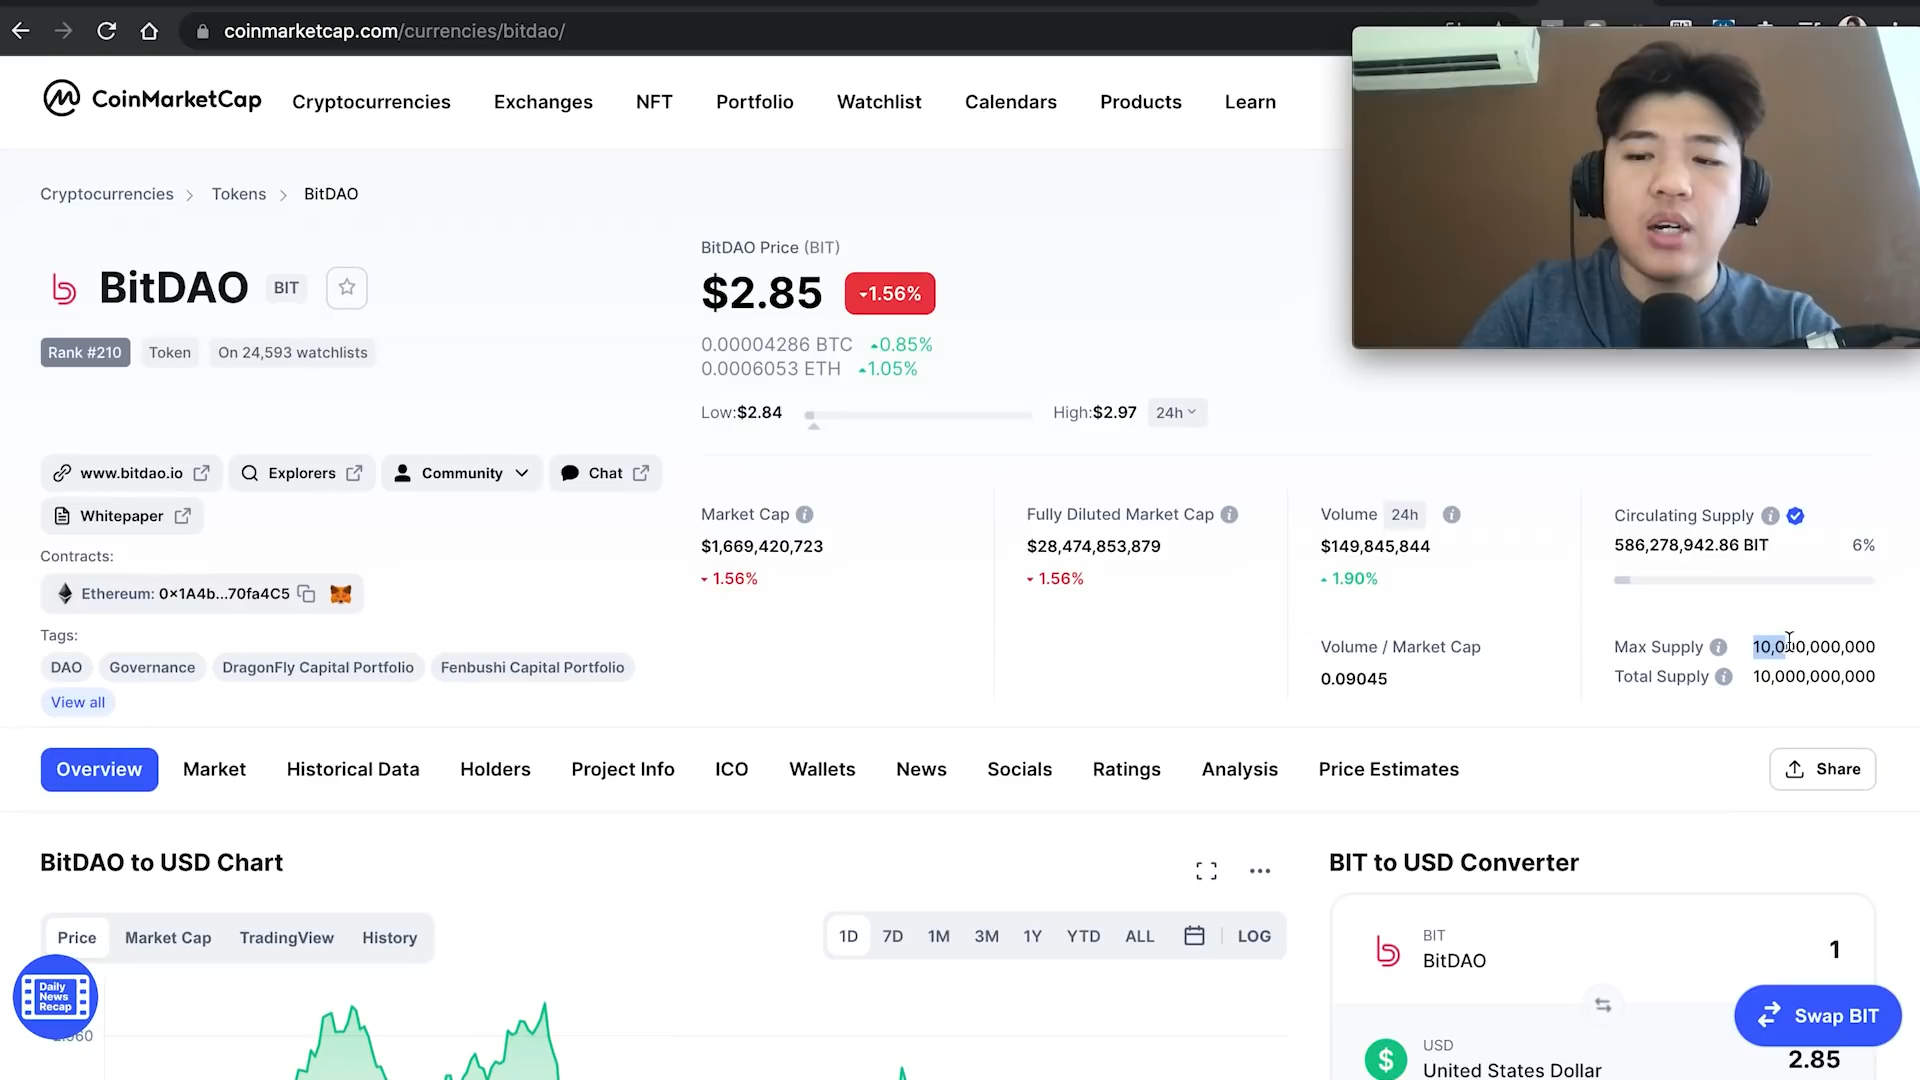 coinmarketcap.com/currencies/bitdao/
CoinMarketCap
Cryptocurrencies
Exchanges
NFT
Portfolio
Watchlist
Calendars
Products
Learn
Cryptocurrencies
Tokens
BitDAO
BitDAO
BIT
Rank #210
Token
On 24,593 watchlists
BitDAO Price (BIT)
$2.85
1.56%
0.00004286 BTC
0.85%
0.0006053 ETH
1.05%
Low:$2.84
High:$2.97
24h
www.bitdao.io
Explorers
Community
Chat
Whitepaper
Contracts:
Ethereum: 0x1A4b...70fa4C5
Tags:
DAO
Governance
DragonFly Capital Portfolio
Fenbushi Capital Portfolio
View all
Market Cap
$1,669,420,723
1.56%
Fully Diluted Market Cap
$28,474,853,879
1.56%
Volume 24h
$149,845,844
1.90%
Volume / Market Cap
0.09045
Circulating Supply
586,278,942.86 BIT
6%
Max Supply 10,000,000,000
Total Supply 10,000,000,000
Overview
Market
Historical Data
Holders
Project Info
ICO
Wallets
News
Socials
Ratings
Analysis
Price Estimates
Share
BitDAO to USD Chart
Price
Market Cap
TradingView
History
1D
7D
1M
3M
1Y
YTD
ALL
LOG
Daily
News
Recap
BIT to USD Converter
BIT
BitDAO
1
Swap BIT
USD
United States Dollar
2.85